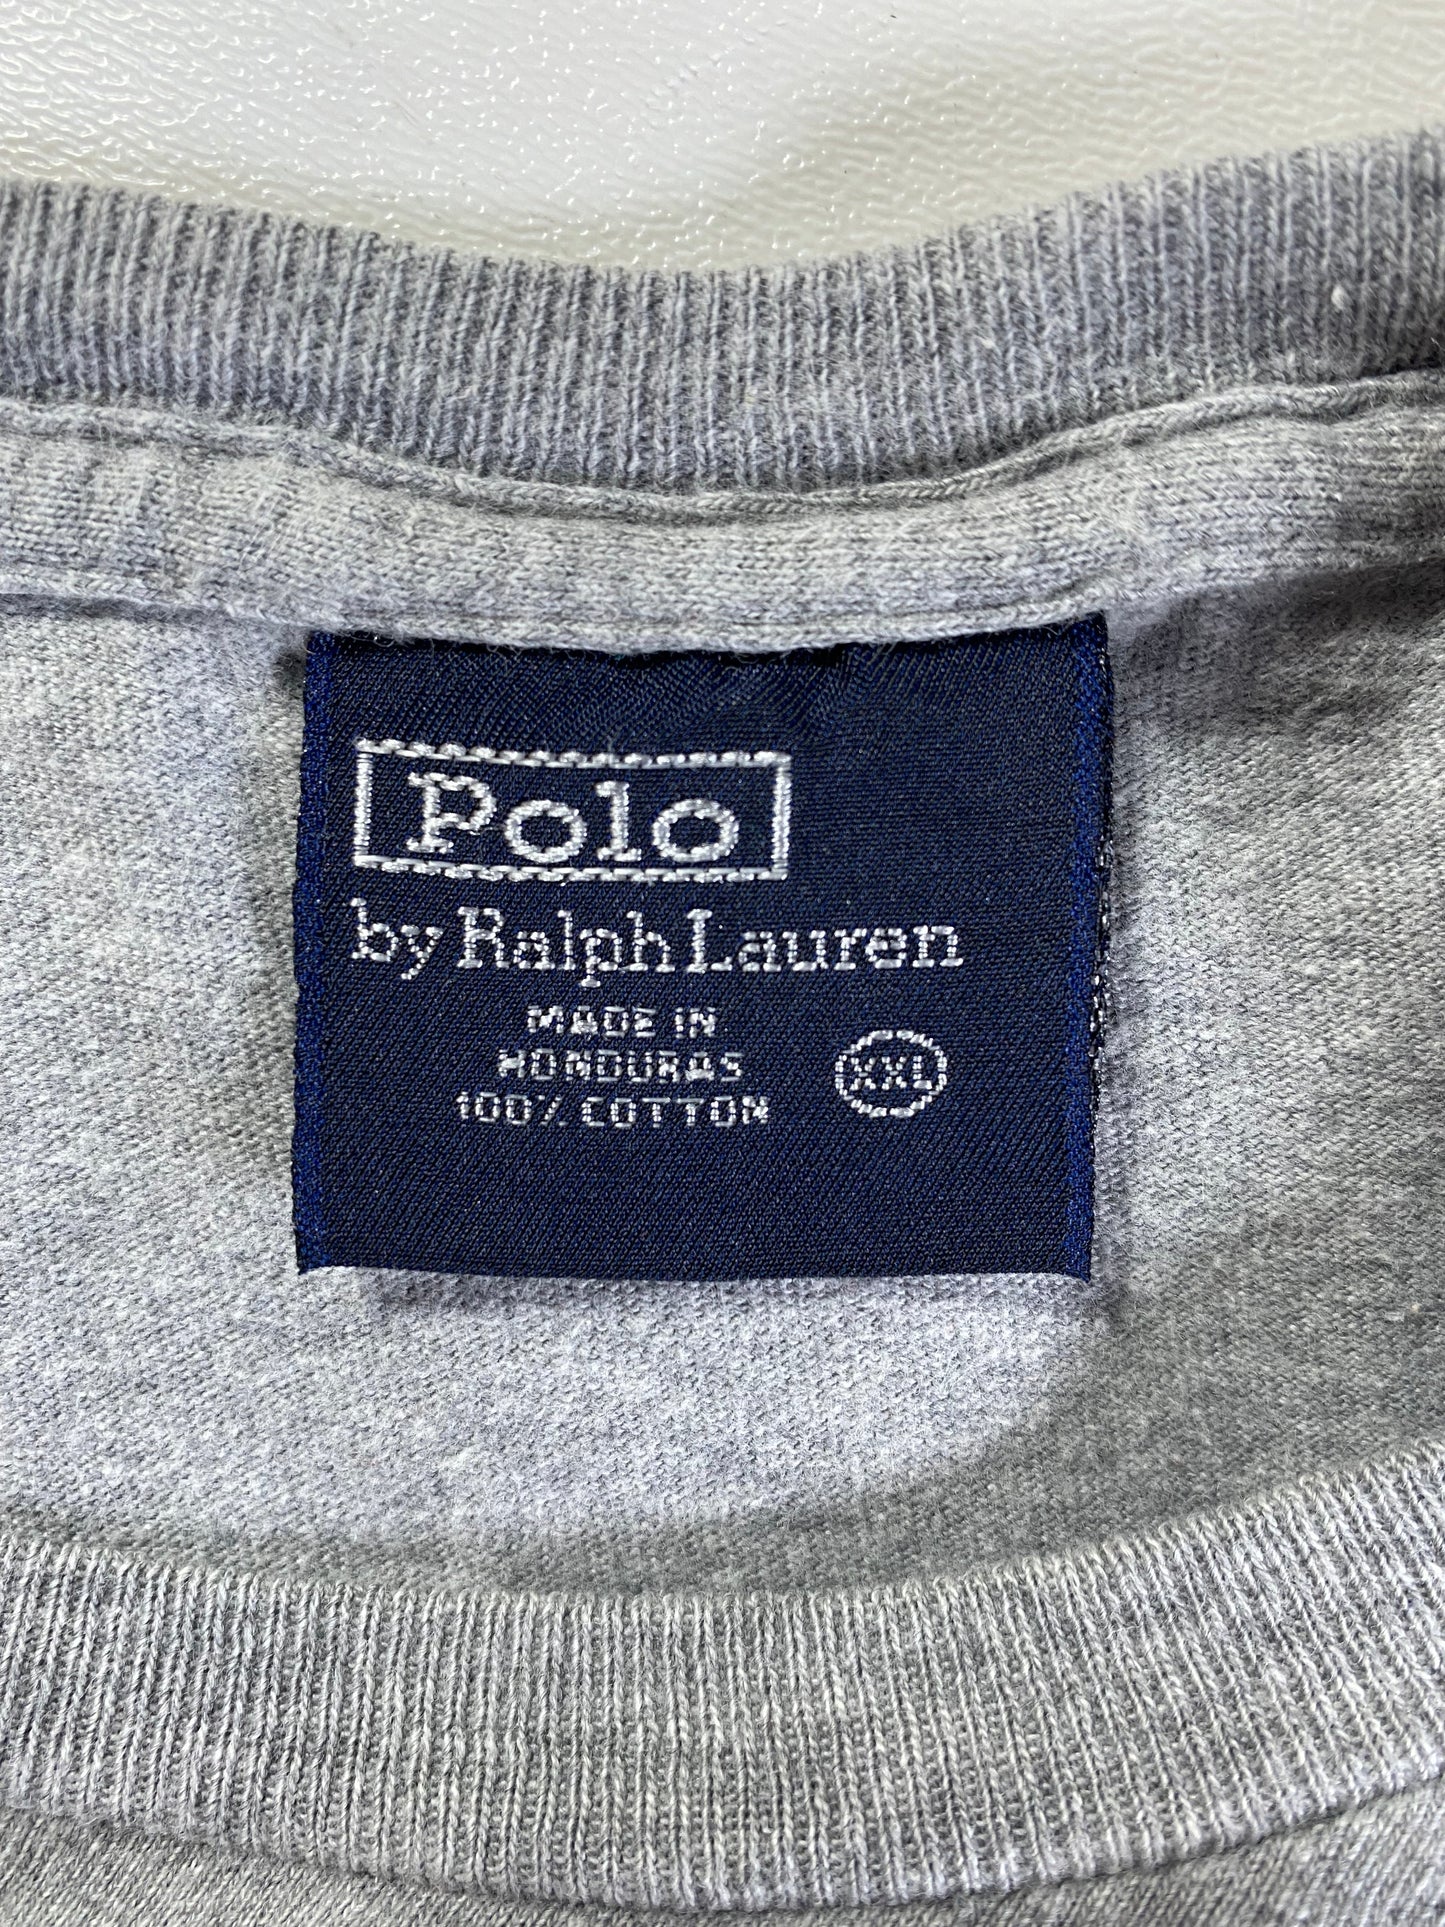 Polo
by Ralph Lauren
MADE IN
HONDURAS
100% COTTON
XXL